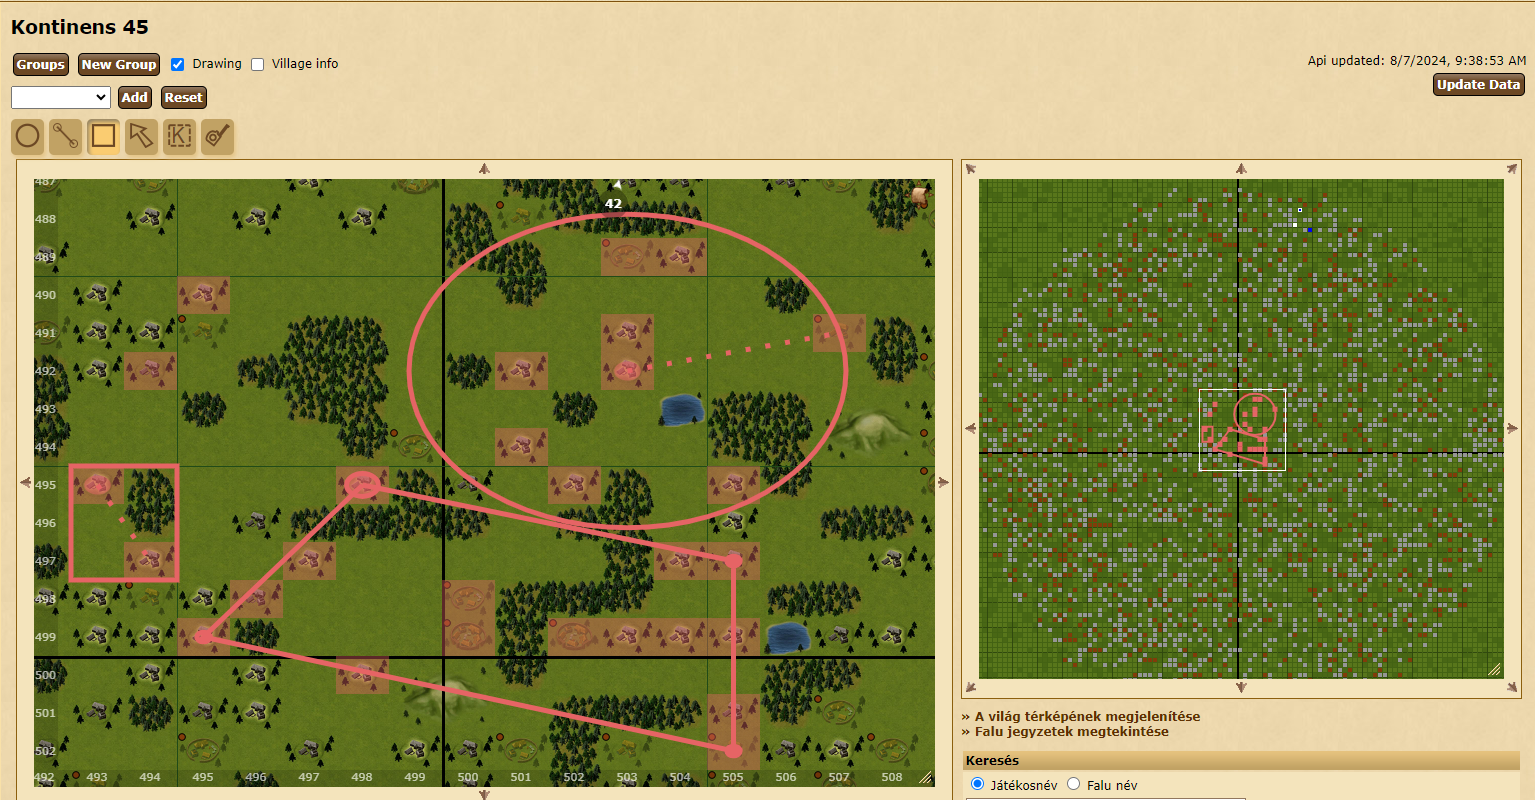 Kontinens 45
Groups New Group Drawing Village info
Api updated: 8/7/2024, 9:38:53 AM
Update Data
Add Reset
K
487
42
488
489
490
491
492
493
494
495
496
497
498
499
500
501
502
492 493 494 495 496 497 498 499 500 501 502 503 504 505 506 507 508
» A világ térképének megjelenítése
» Falu jegyzetek megtekintése
Keresés
Játékosnév Falu név